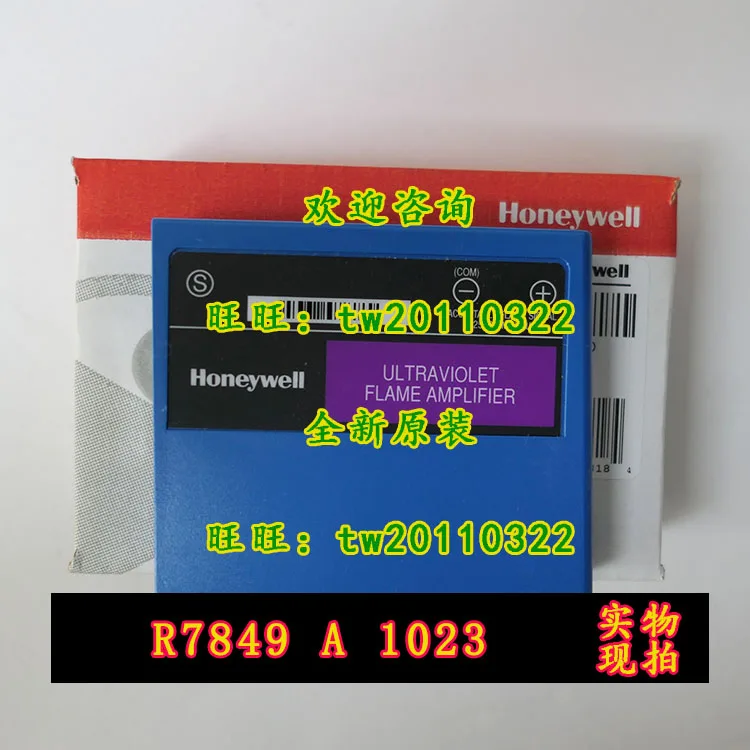 欢迎咨询
Honeywell
Honeywell
(COM)
S
旺旺：tw20110322
Honeywell
ULTRAVIOLET
FLAME AMPLIFIER
全新原装
旺旺：tw20110322
R7849 A 1023
实物
现拍